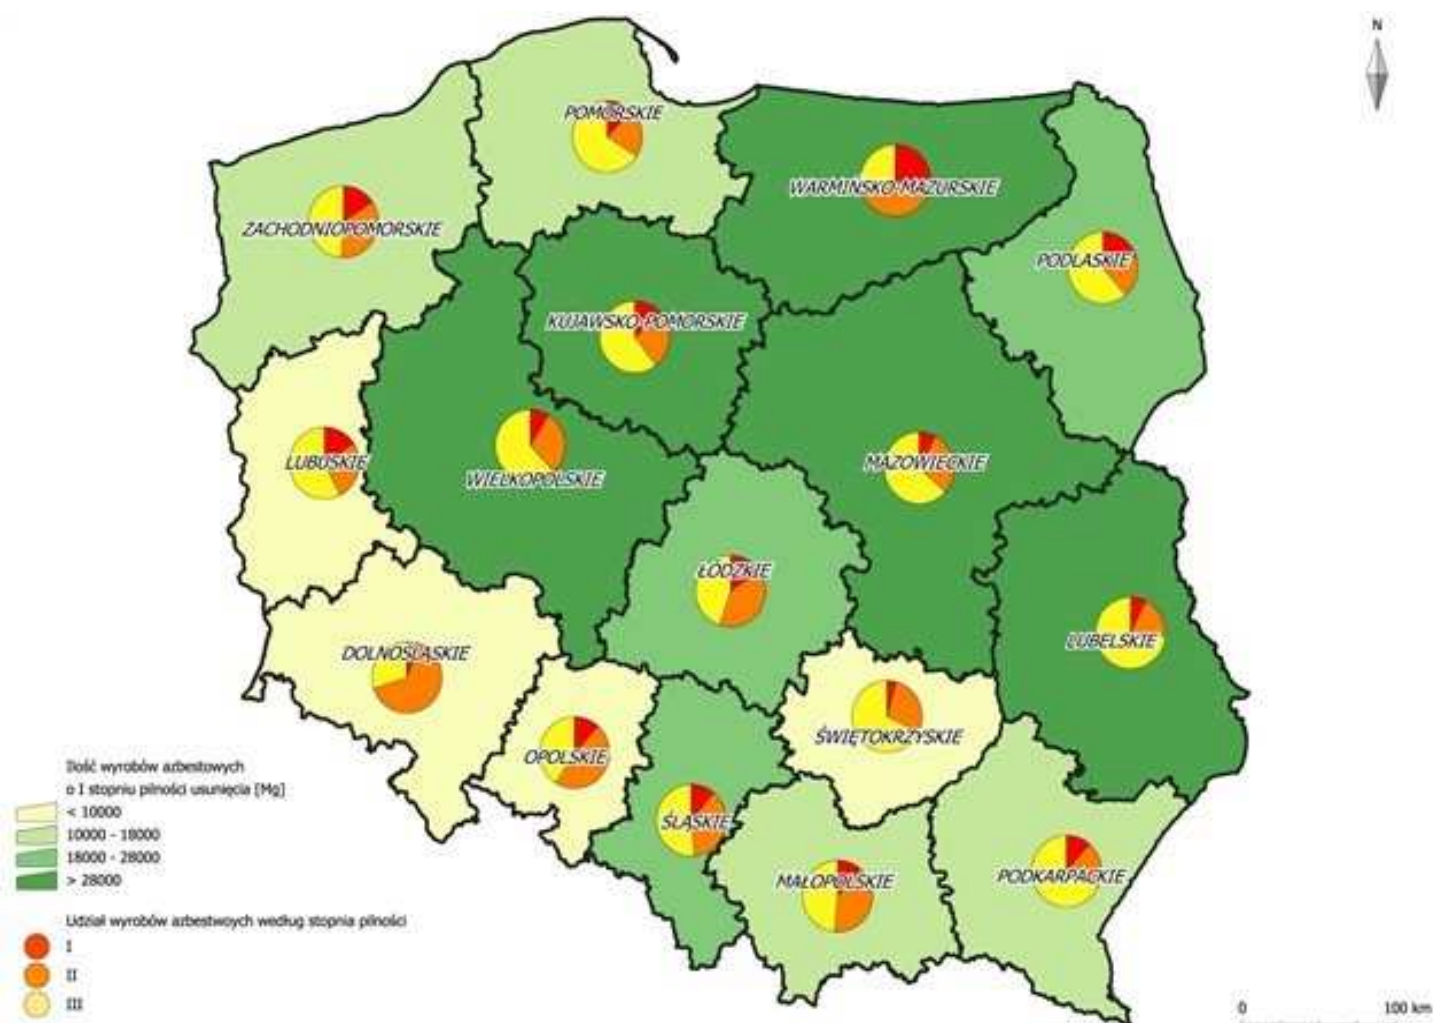 N
POMORSKIE
WARMIŃSKO-MAZURSKIE
ZACHODNIOPOMORSKIE
PODLASKIE
KUJAWSKO-POMORSKIE
LUBUSKIE
WIELKOPOLSKIE
MAZOWIECKIE
ŁÓDZKIE
LUBELSKIE
DOLNOŚLĄSKIE
OPOLSKIE
ŚWIĘTOKRZYSKIE
ŚLĄSKIE
MAŁOPOLSKIE
PODKARPACKIE
Ilość wyrobów azbestowych
o I stopniu pilności usunięcia [Mg]
< 10000
10000 - 18000
18000 - 28000
> 28000
Udział wyrobów azbestwoych według stopnia pilności
I
II
III
0 100 km